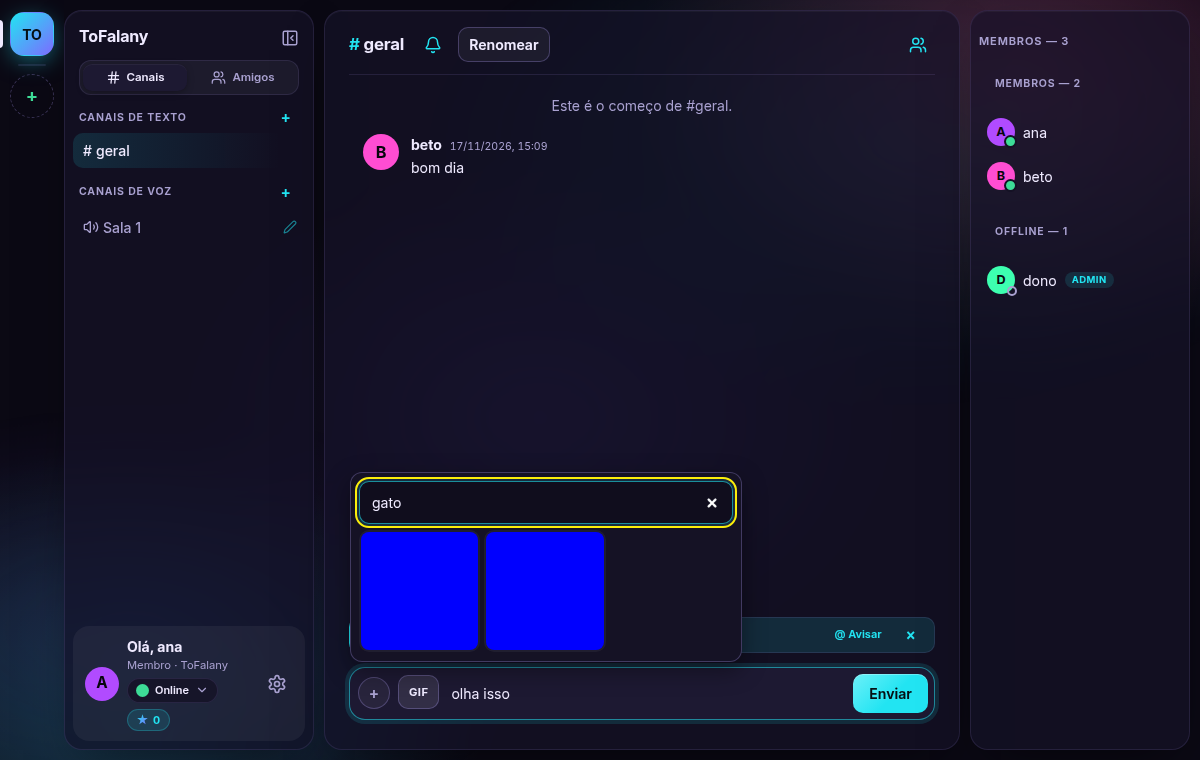 TO
+
ToFalany
Canais
Amigos
CANAIS DE TEXTO
+
# geral
CANAIS DE VOZ
+
Sala 1
Olá, ana
Membro · ToFalany
Online
★ 0
# geral
Renomear
Este é o começo de #geral.
B
beto 17/11/2026, 15:09
bom dia
gato
@ Avisar
+
GIF
olha isso
Enviar
MEMBROS — 3
MEMBROS — 2
A
ana
B
beto
OFFLINE — 1
D
dono ADMIN
A